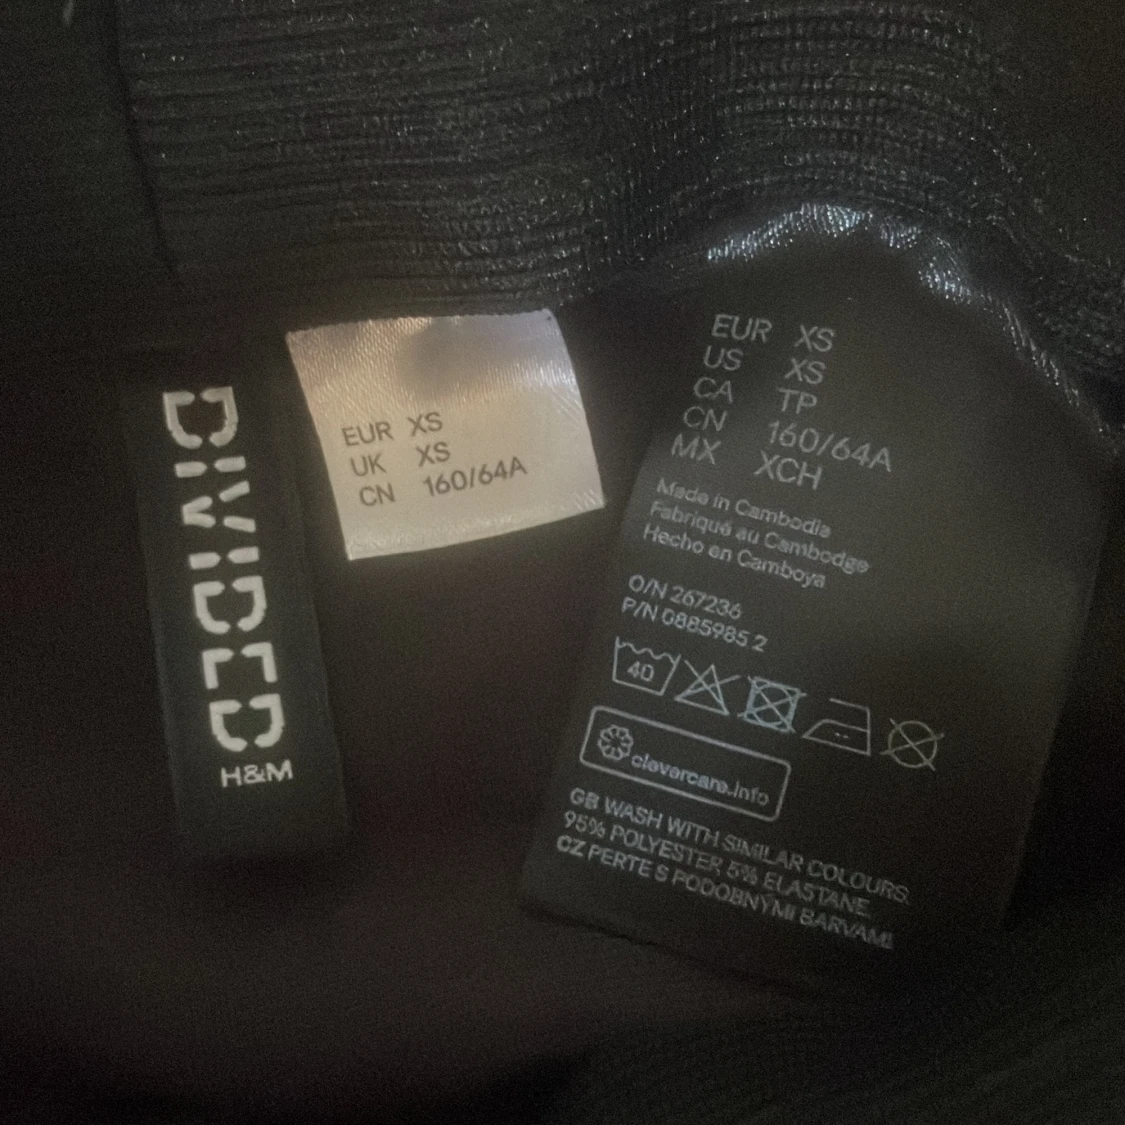 DIVIDED
H&M
EUR XS
UK XS
CN 160/64A
EUR XS
US XS
CA TP
CN 160/64A
MX XCH
Made in Cambodia
Fabriqué au Cambodge
Hecho en Camboya
O/N 267236
P/N 0885985 2
40
clevercare.info
GB WASH WITH SIMILAR COLOURS.
95% POLYESTER 5% ELASTANE
CZ PERTE S PODOBNÝMI BARVAMI